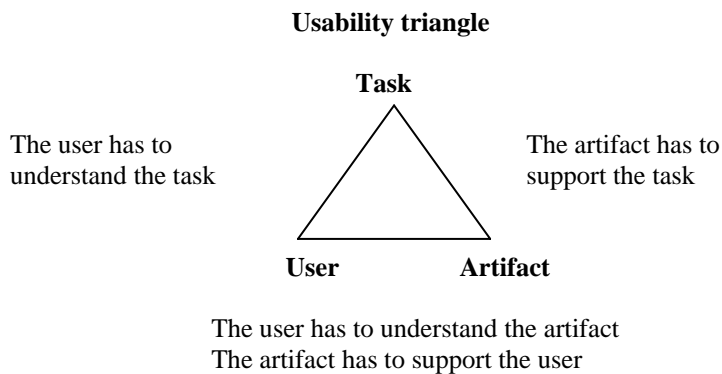 Usability triangle
Task
The user has to
understand the task
The artifact has to
support the task
User
Artifact
The user has to understand the artifact
The artifact has to support the user